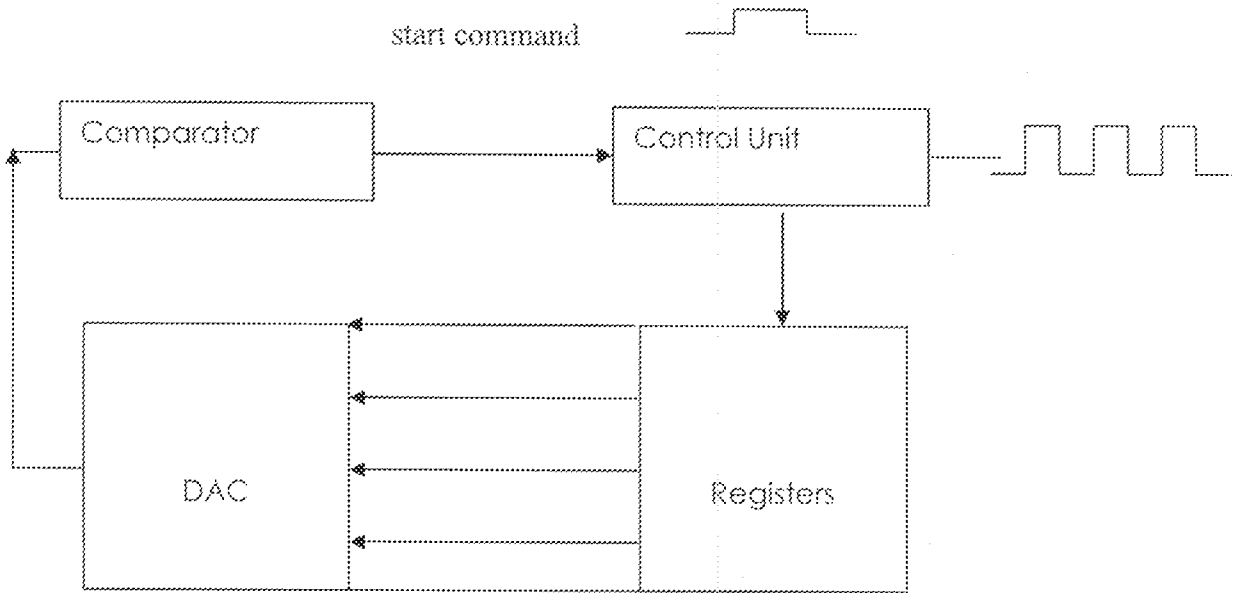 start command
Comparator
Control Unit
DAC
Registers